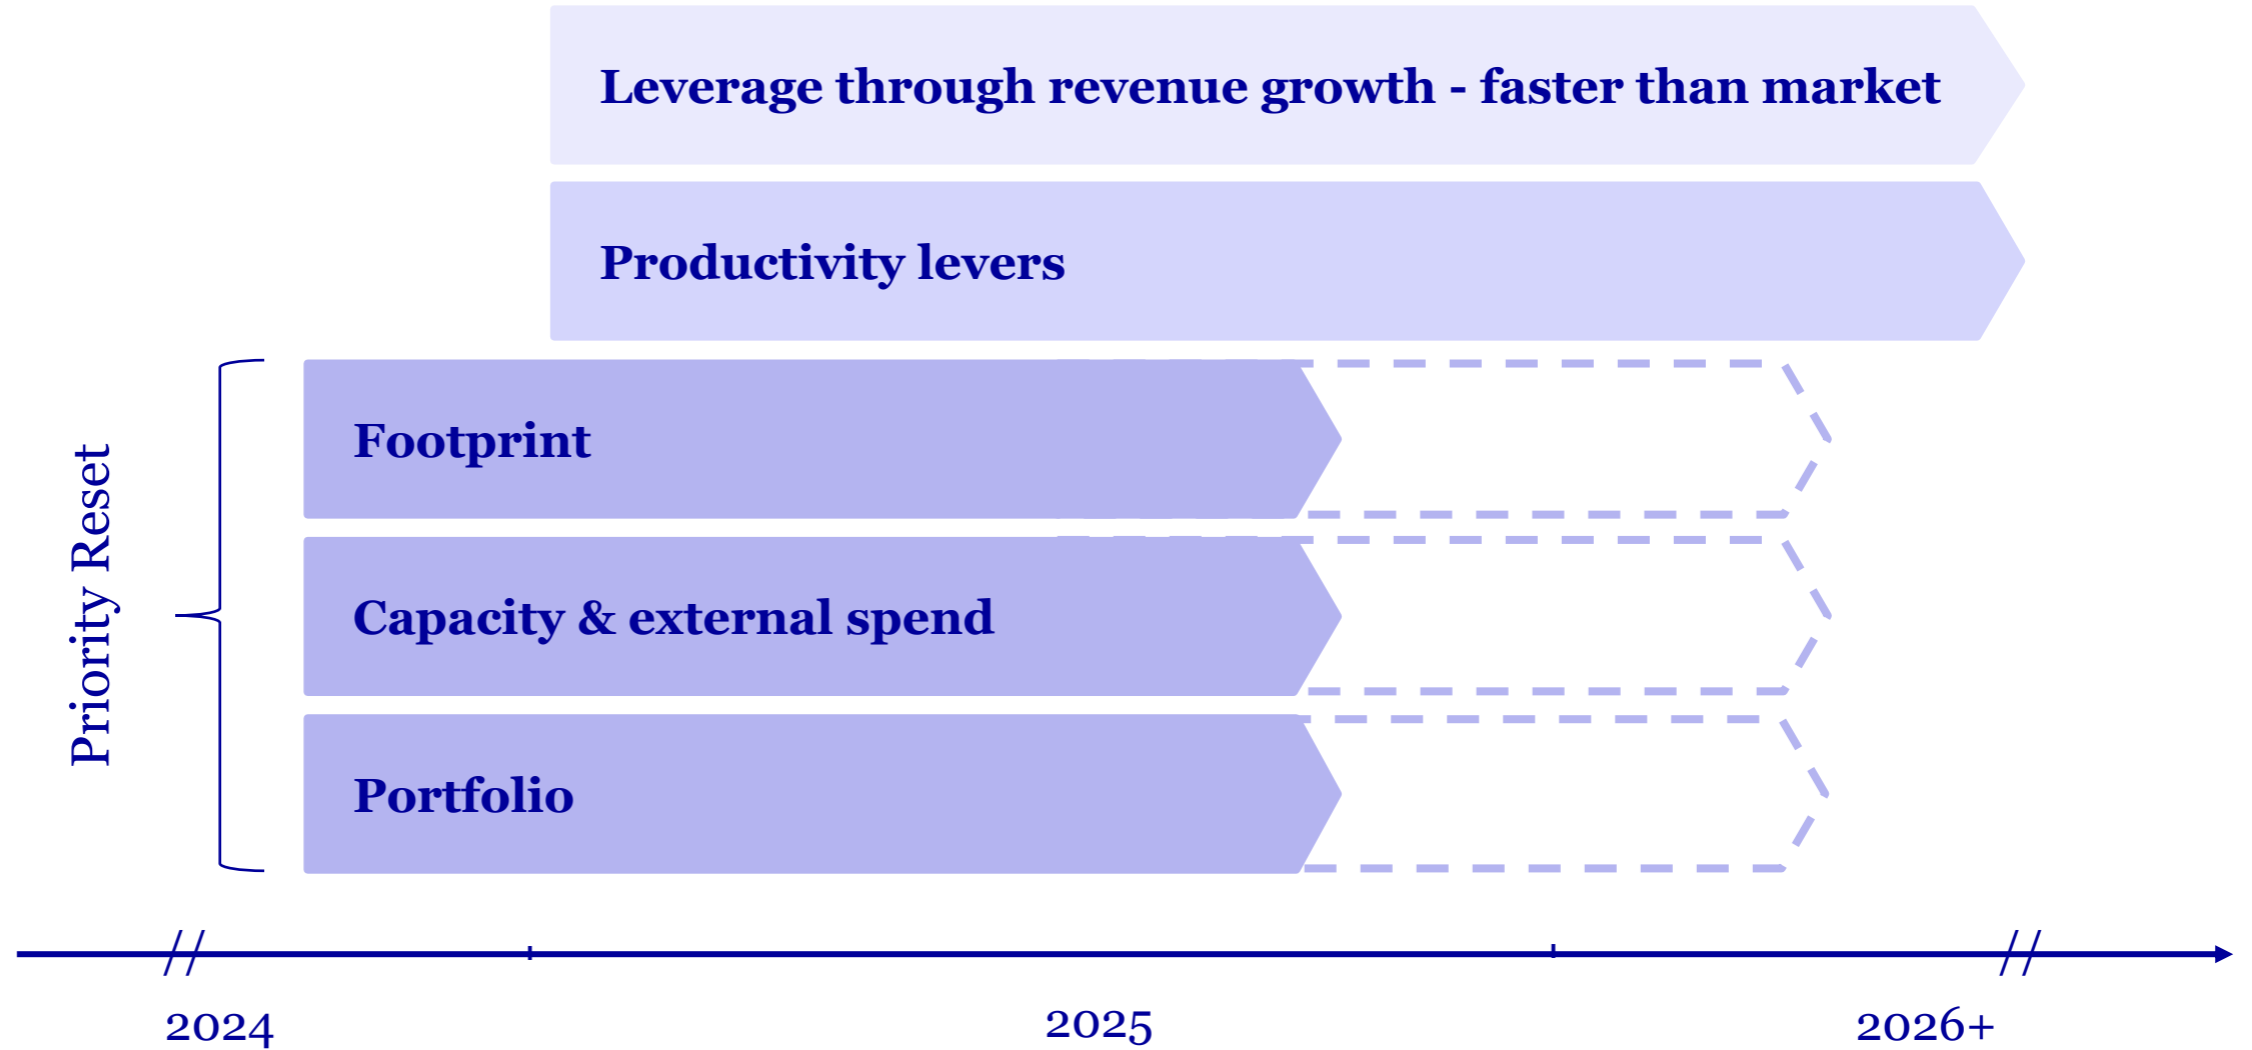 Leverage through revenue growth - faster than market
Productivity levers
Priority Reset
Footprint
Capacity & external spend
Portfolio
2024
2025
2026+